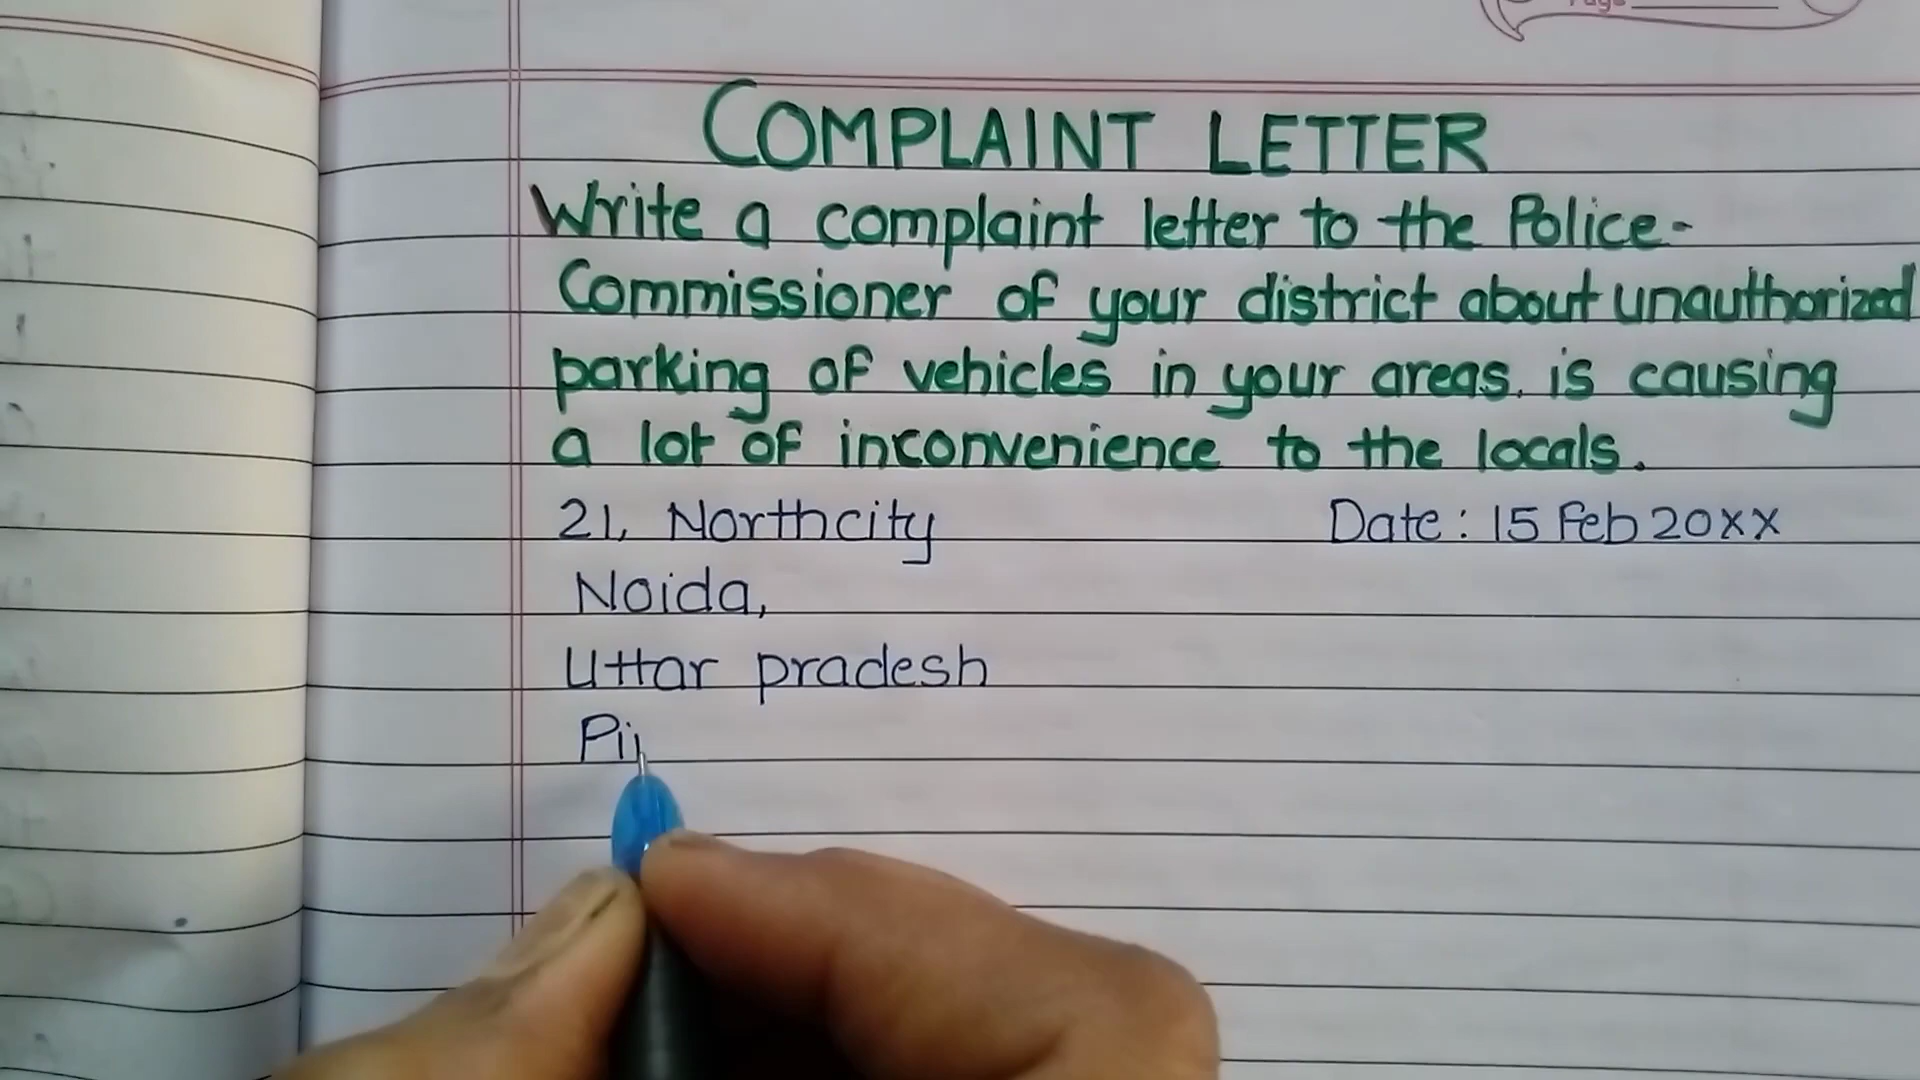 Page
COMPLAINT LETTER
Write a complaint letter to the Police-
Commissioner of your district about unauthorized
parking of vehicles in your areas. is causing
a lot of inconvenience to the locals.
21, Northcity Date : 15 Feb 20xx
Noida,
Uttar pradesh
Pi